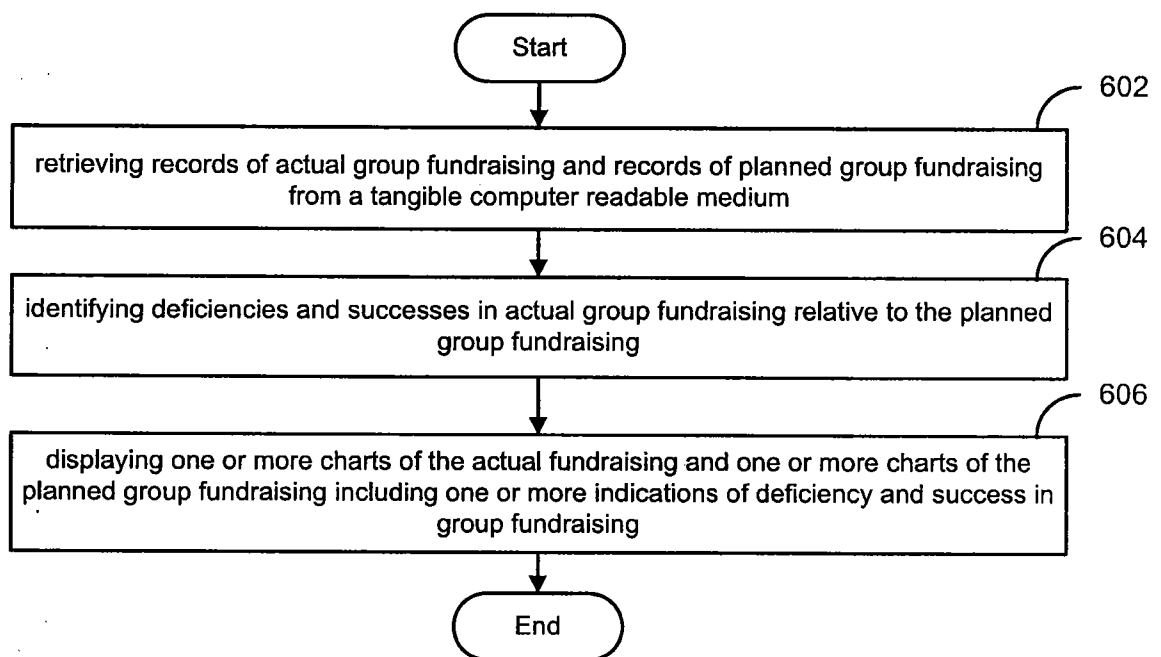 Start
602
retrieving records of actual group fundraising and records of planned group fundraising
from a tangible computer readable medium
604
identifying deficiencies and successes in actual group fundraising relative to the planned
group fundraising
606
displaying one or more charts of the actual fundraising and one or more charts of the
planned group fundraising including one or more indications of deficiency and success in
group fundraising
End